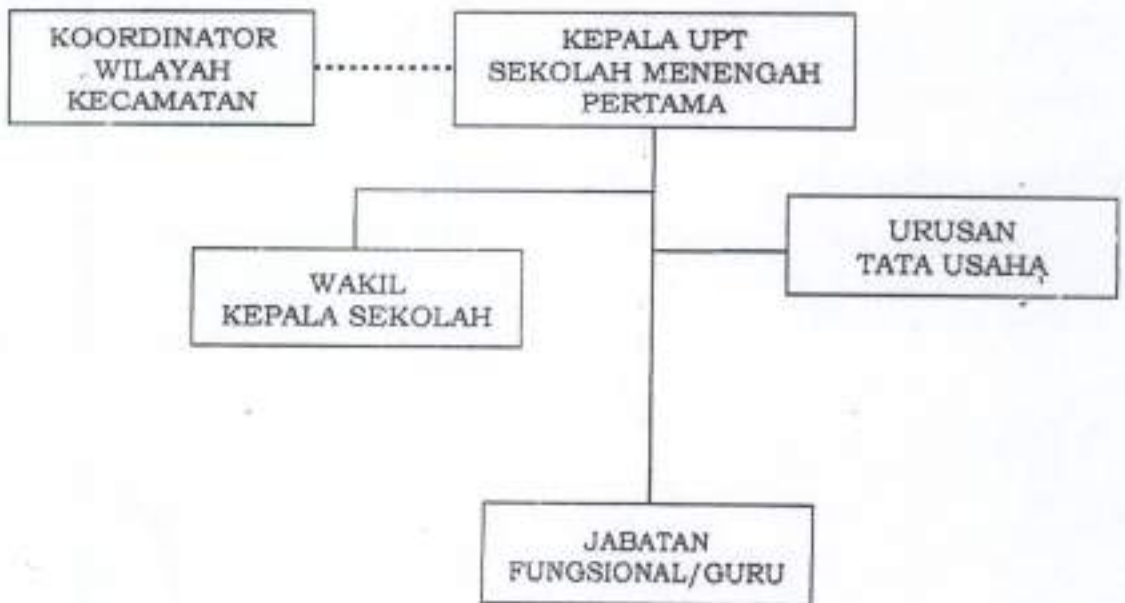 KOORDINATOR
WILAYAH
KECAMATAN
KEPALA UPT
SEKOLAH MENENGAH
PERTAMA
URUSAN
TATA USAHA
WAKIL
KEPALA SEKOLAH
JABATAN
FUNGSIONAL/GURU